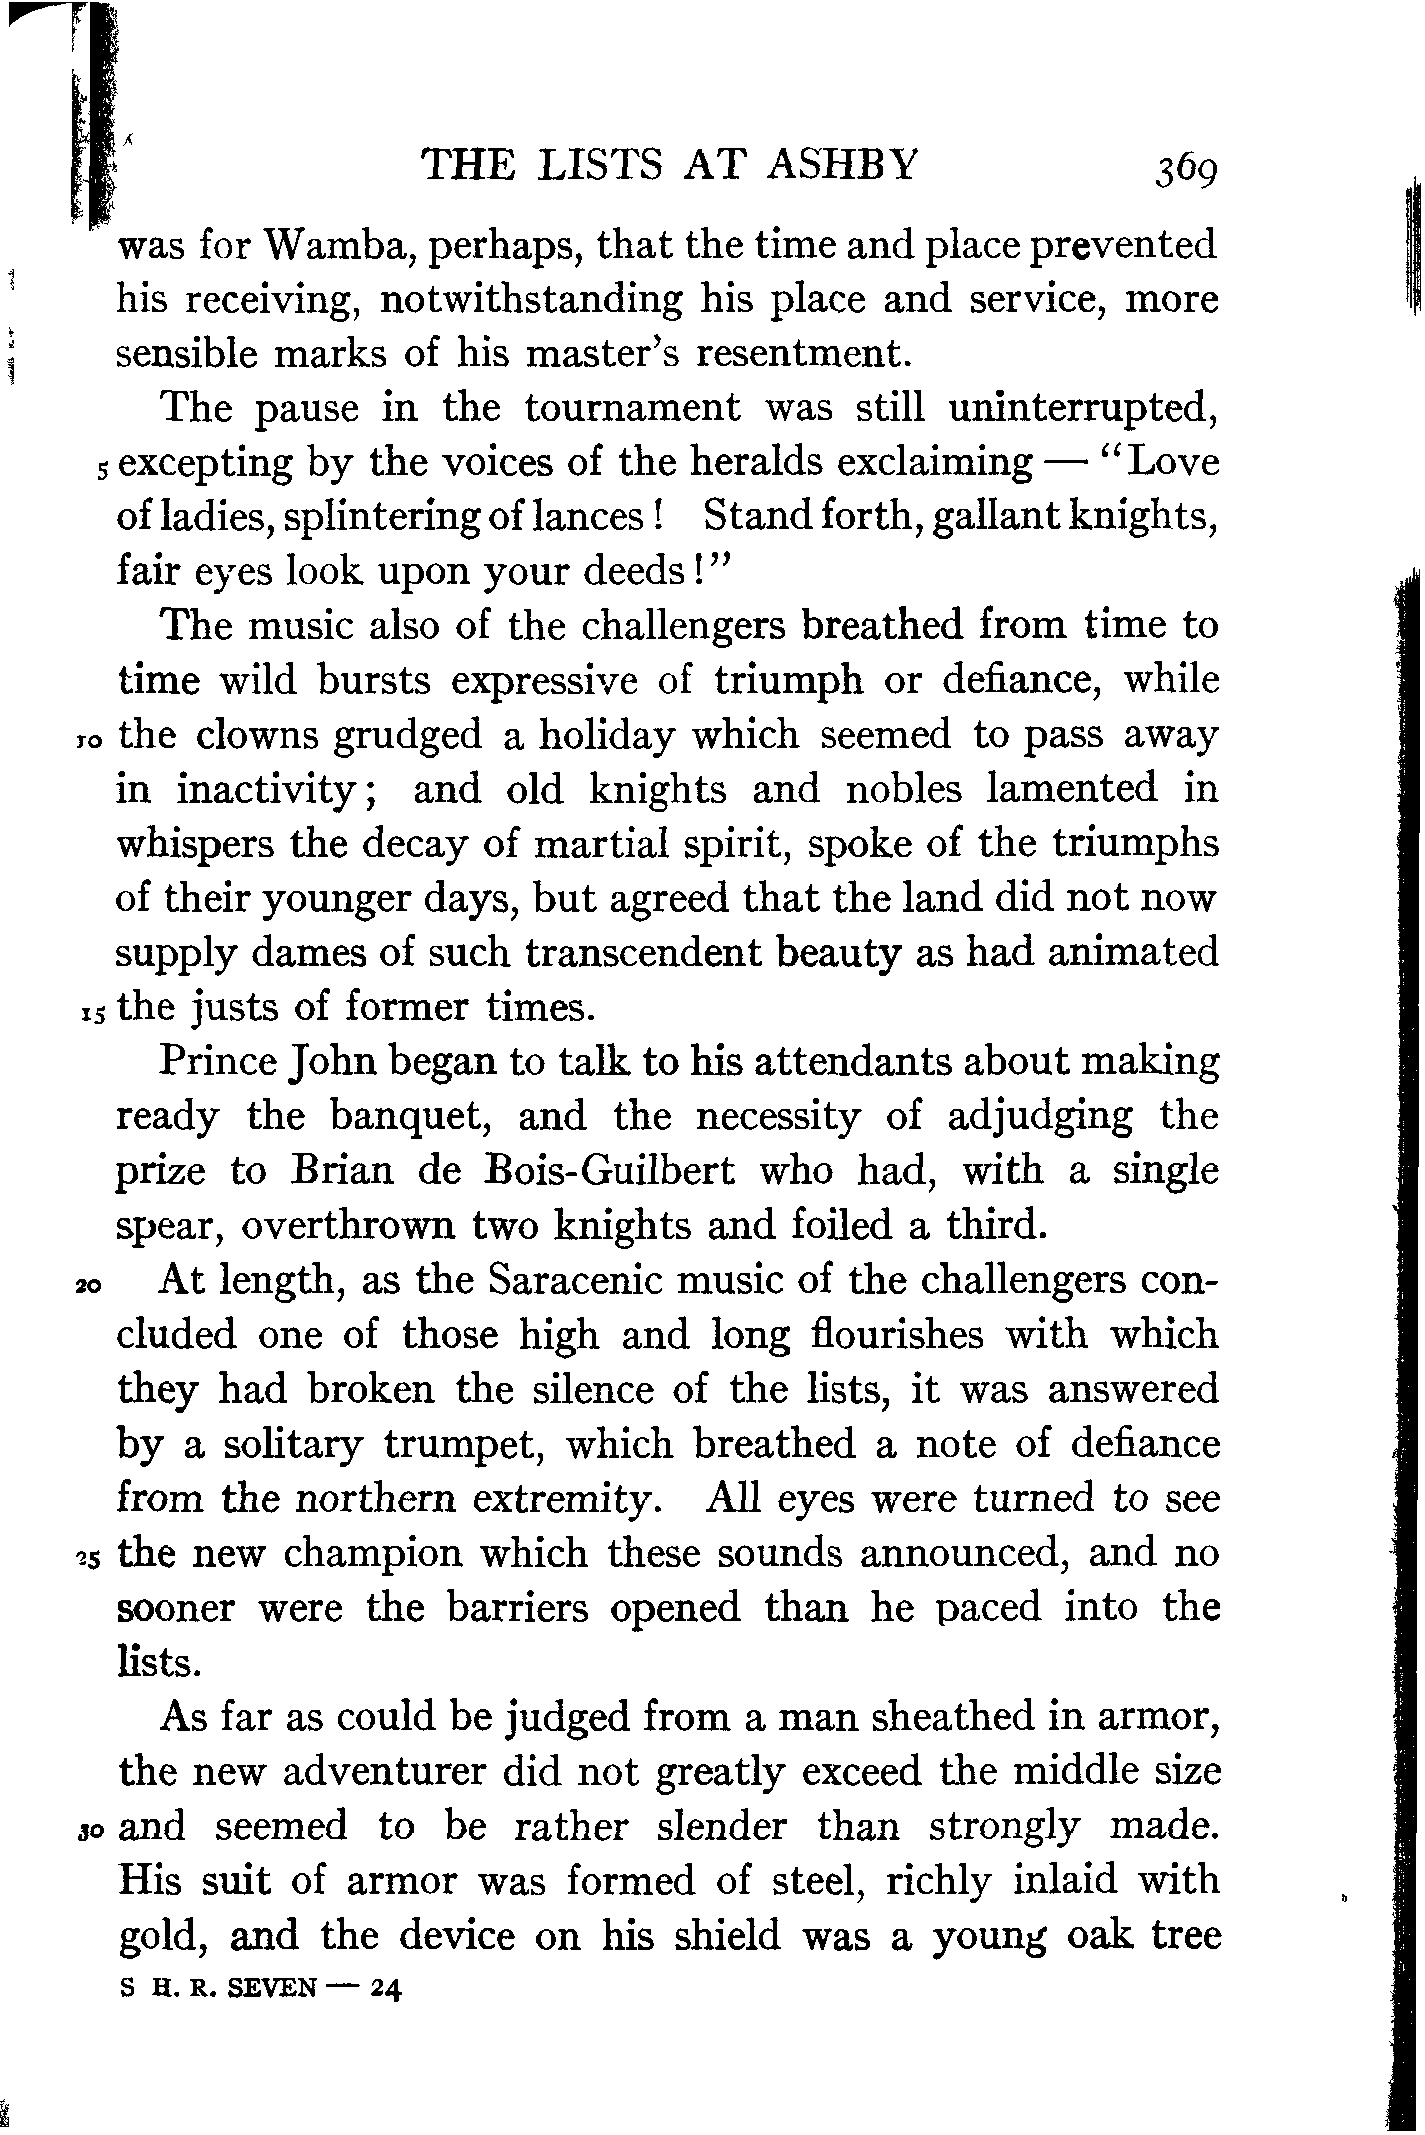 THE LISTS AT ASHBY 369
was for Wamba, perhaps, that the time and place prevented
his receiving, notwithstanding his place and service, more
sensible marks of his master's resentment.
The pause in the tournament was still uninterrupted,
5 excepting by the voices of the heralds exclaiming — "Love
of ladies, splintering of lances! Stand forth, gallant knights,
fair eyes look upon your deeds!"
The music also of the challengers breathed from time to
time wild bursts expressive of triumph or defiance, while
10 the clowns grudged a holiday which seemed to pass away
in inactivity; and old knights and nobles lamented in
whispers the decay of martial spirit, spoke of the triumphs
of their younger days, but agreed that the land did not now
supply dames of such transcendent beauty as had animated
15 the justs of former times.
Prince John began to talk to his attendants about making
ready the banquet, and the necessity of adjudging the
prize to Brian de Bois-Guilbert who had, with a single
spear, overthrown two knights and foiled a third.
20 At length, as the Saracenic music of the challengers con-
cluded one of those high and long flourishes with which
they had broken the silence of the lists, it was answered
by a solitary trumpet, which breathed a note of defiance
from the northern extremity. All eyes were turned to see
25 the new champion which these sounds announced, and no
sooner were the barriers opened than he paced into the
lists.
As far as could be judged from a man sheathed in armor,
the new adventurer did not greatly exceed the middle size
30 and seemed to be rather slender than strongly made.
His suit of armor was formed of steel, richly inlaid with
gold, and the device on his shield was a young oak tree
S H. R. SEVEN — 24